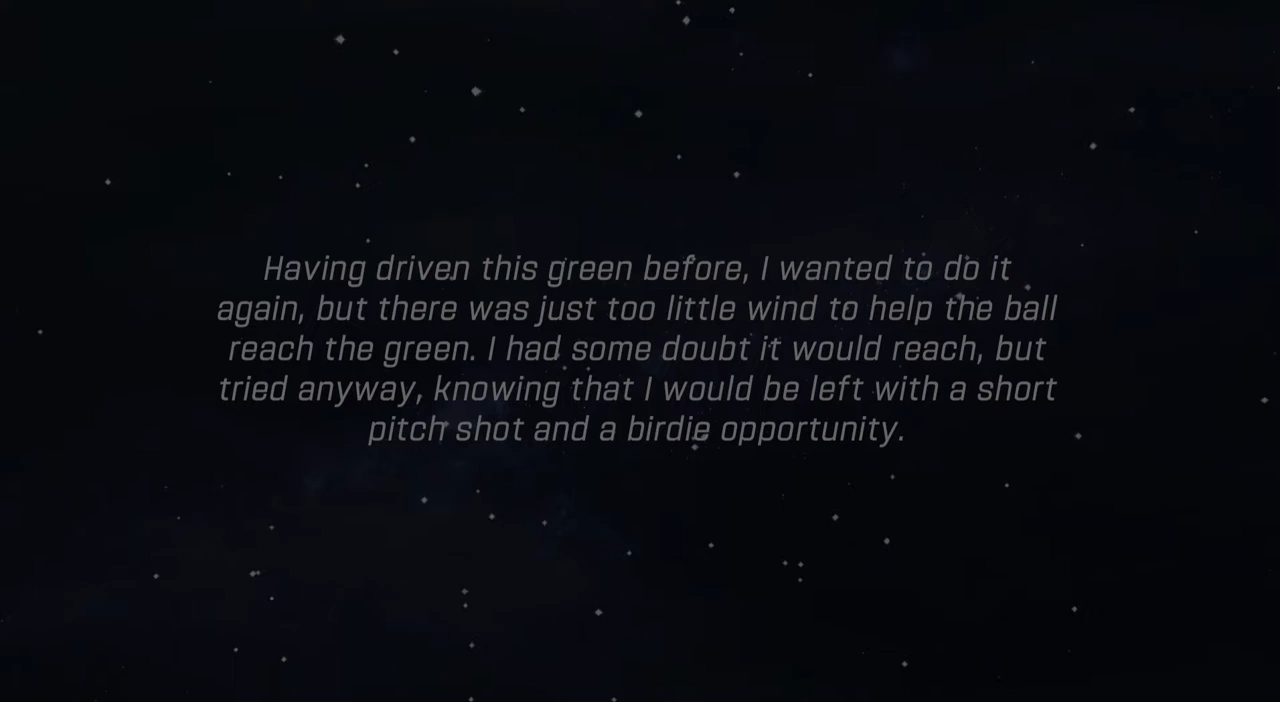 Having driven this green before, I wanted to do it
again, but there was just too little wind to help the ball
reach the green. I had some doubt it would reach, but
tried anyway, knowing that I would be left with a short
pitch shot and a birdie opportunity.